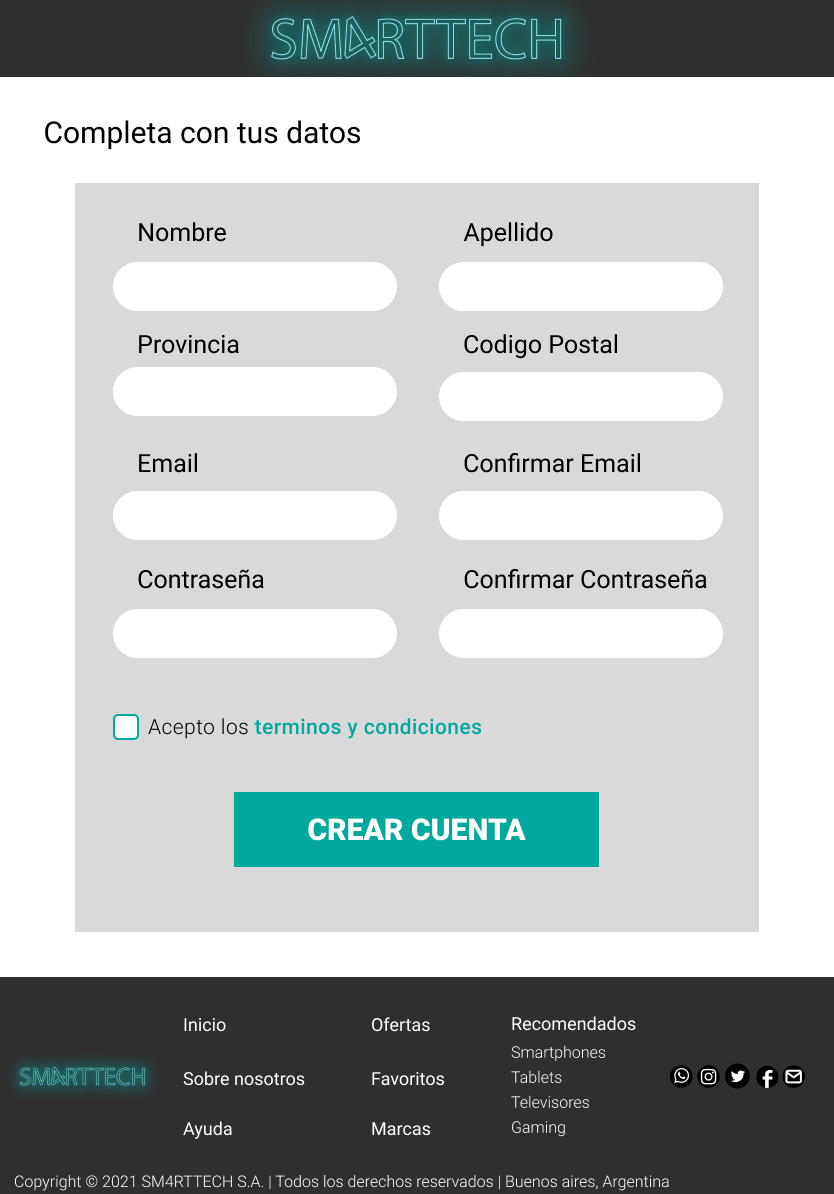 SM4RTTECH
Completa con tus datos
Nombre
Apellido
Provincia
Codigo Postal
Email
Confirmar Email
Contraseña
Confirmar Contraseña
Acepto los terminos y condiciones
CREAR CUENTA
SM4RTTECH
Inicio
Sobre nosotros
Ayuda
Ofertas
Favoritos
Marcas
Recomendados
Smartphones
Tablets
Televisores
Gaming
Copyright © 2021 SM4RTTECH S.A. | Todos los derechos reservados | Buenos aires, Argentina